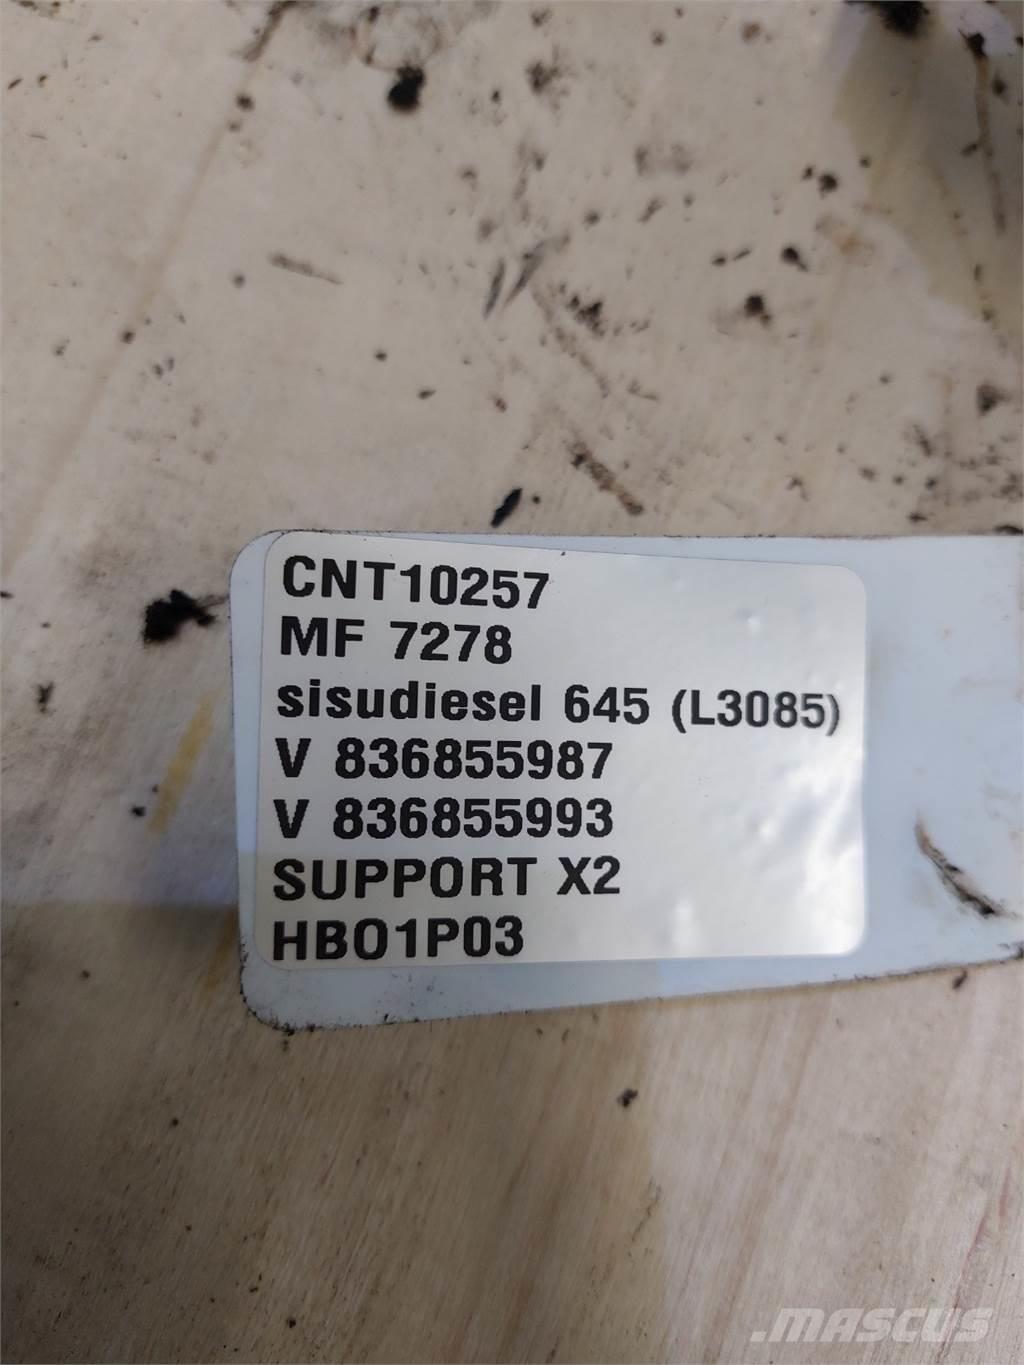 CNT10257
MF 7278
sisudiesel 645 (L3085)
V 836855987
V 836855993
SUPPORT X2
HBO1P03
.MASCUS